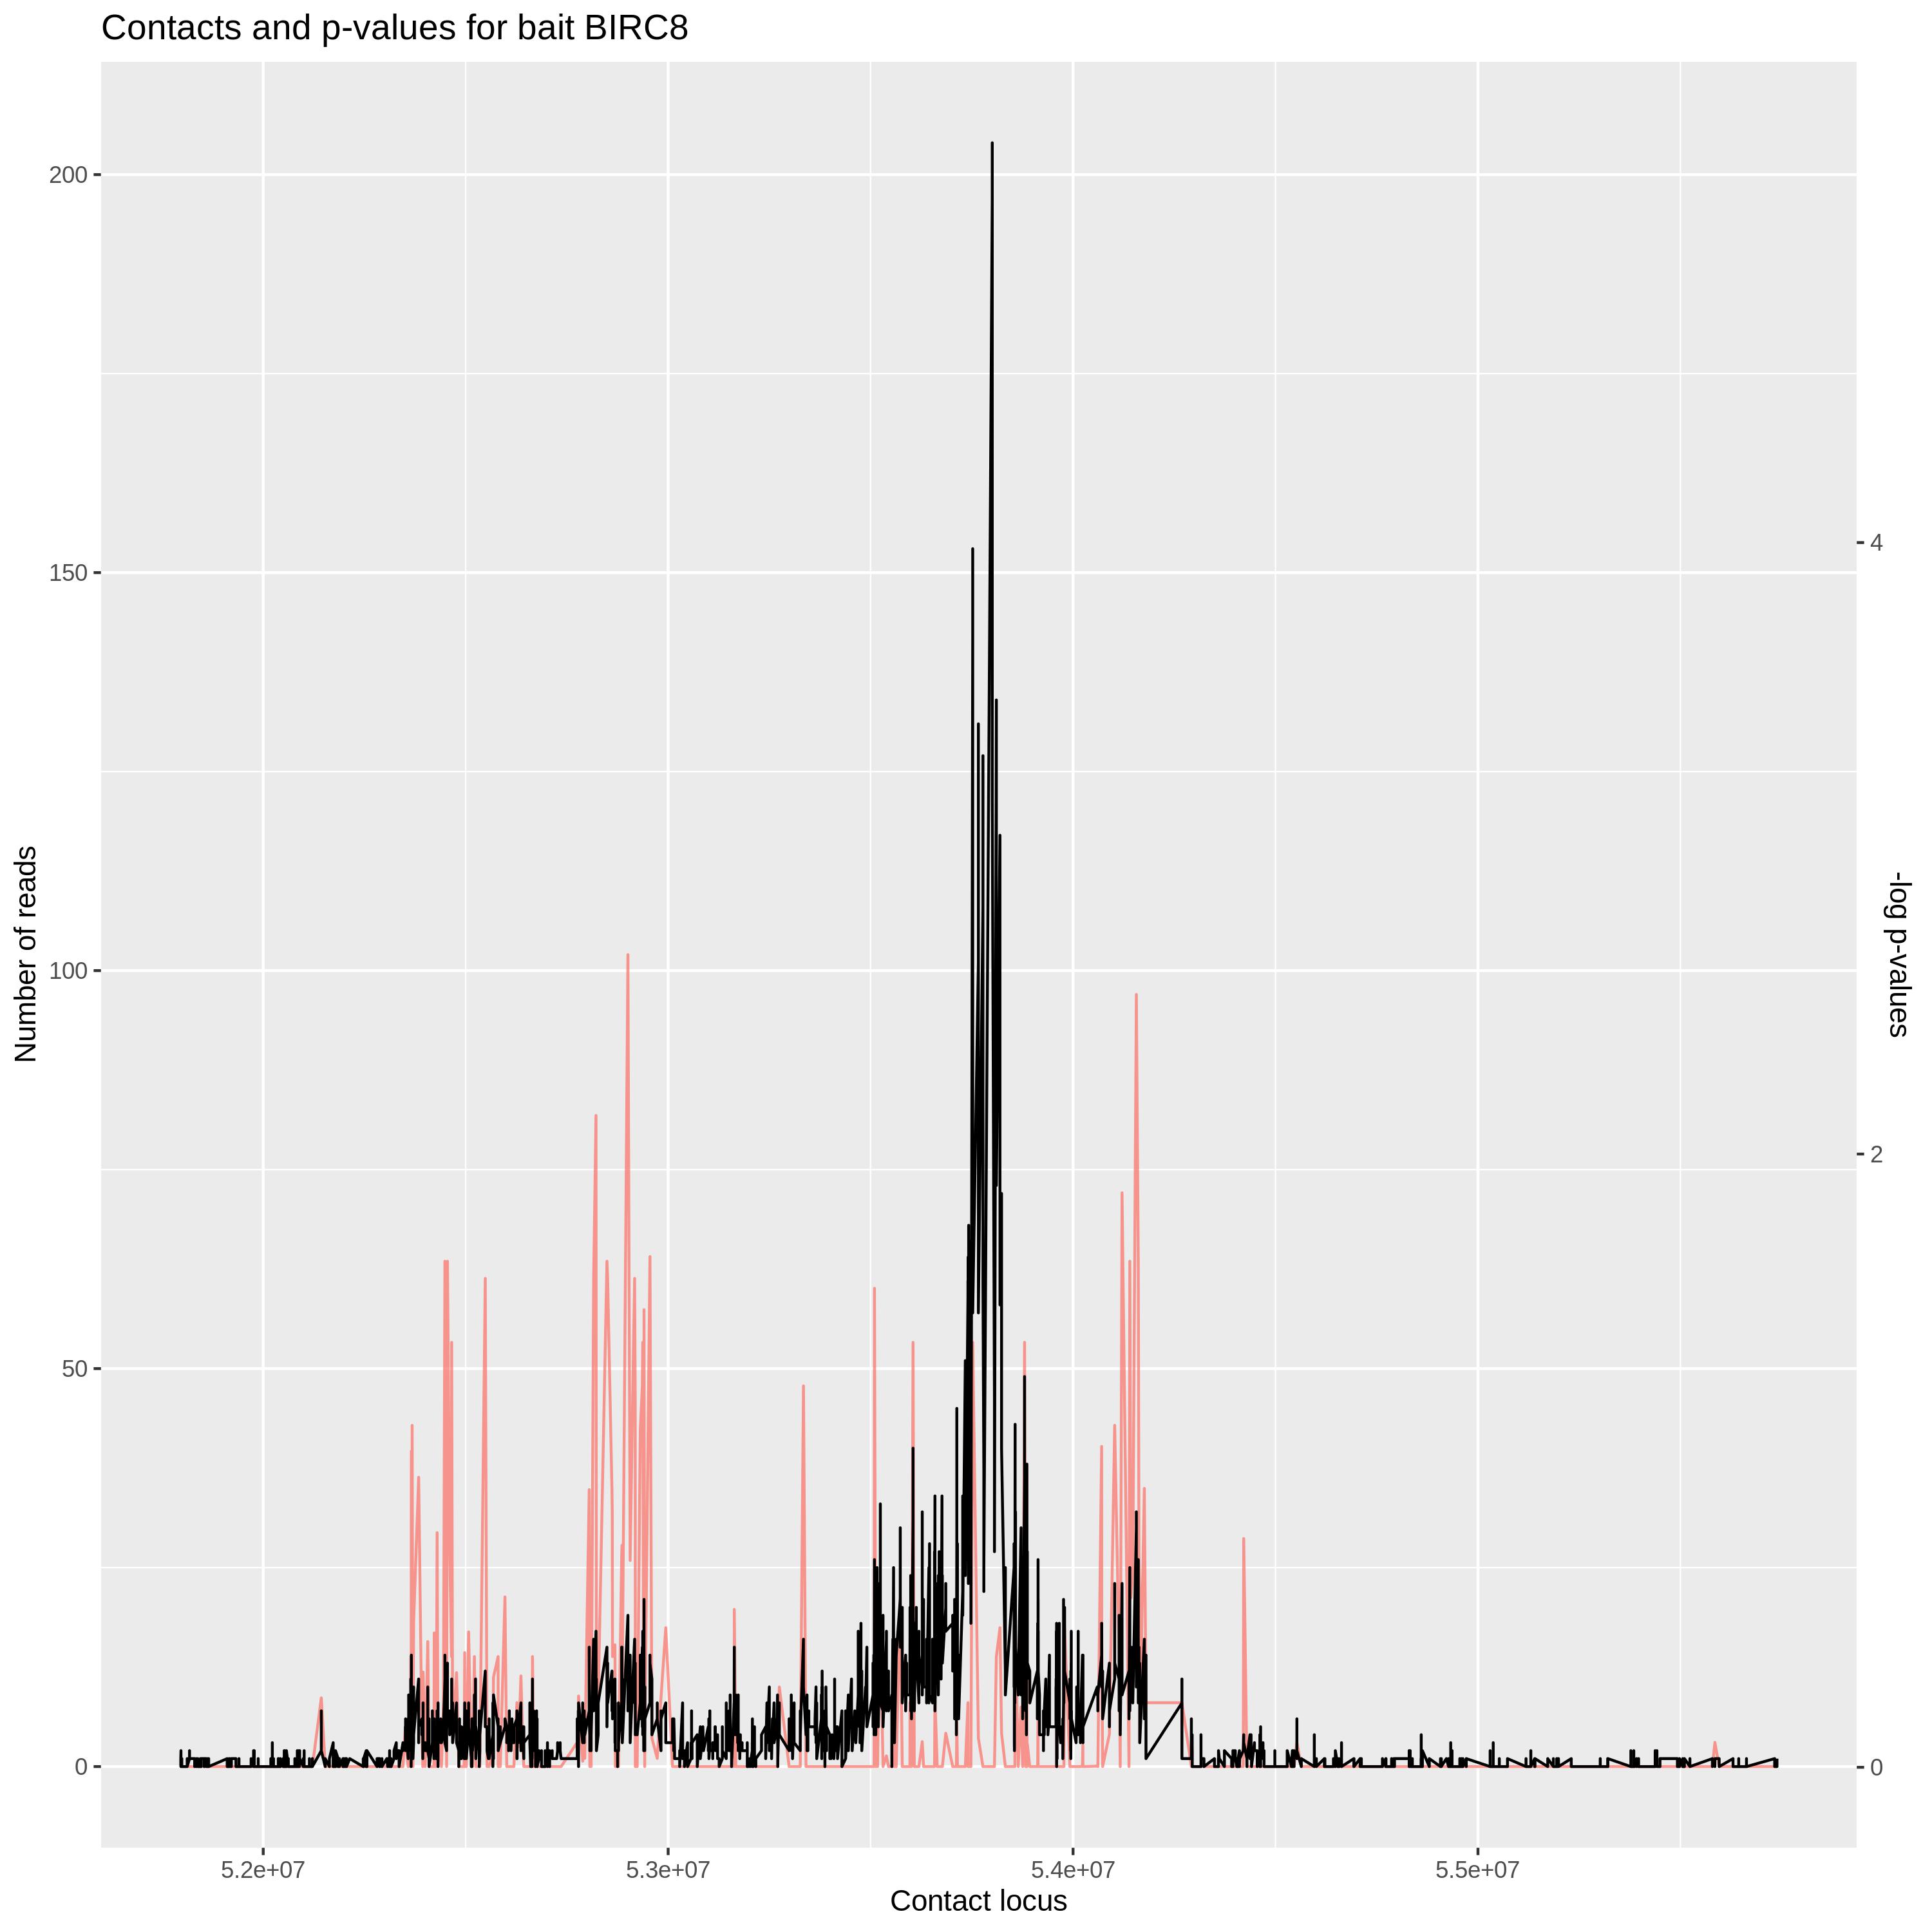 Contacts and p-values for bait BIRC8
200
150
100
50
0
Number of reads
4
2
0
-log p-values
5.2e+07
5.3e+07
5.4e+07
5.5e+07
Contact locus